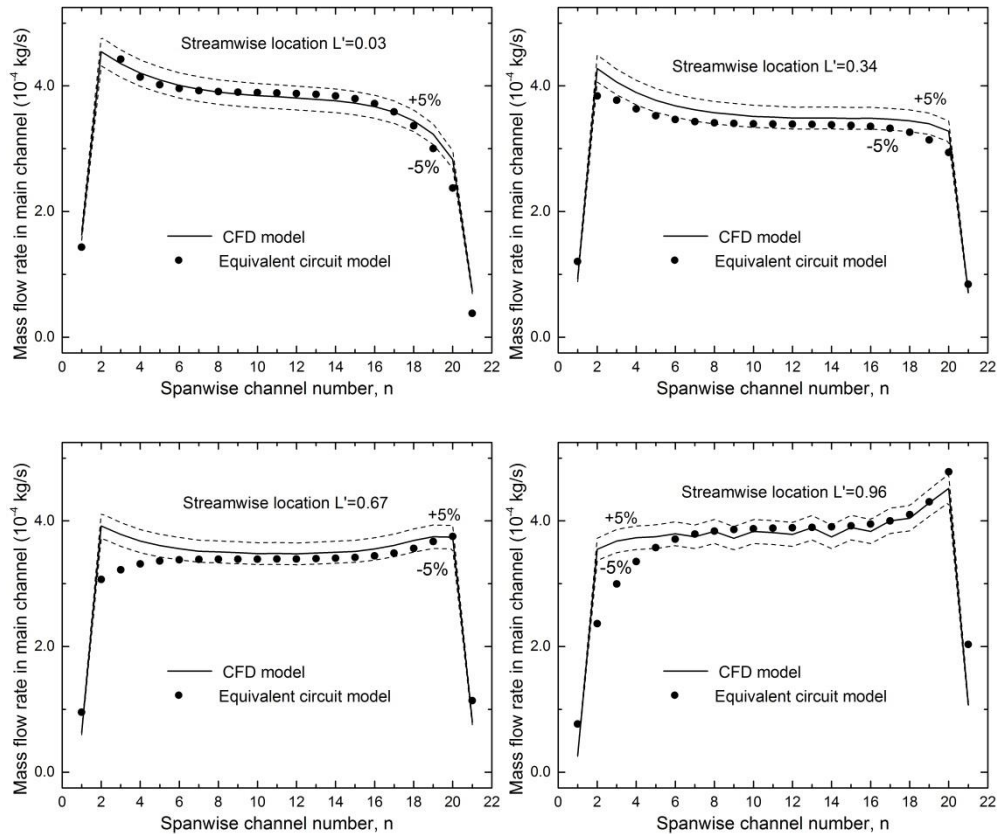 Mass flow rate in main channel (10⁻⁴ kg/s)
4.0
2.0
0.0
Streamwise location L'=0.03
+5%
-5%
CFD model
Equivalent circuit model
0 2 4 6 8 10 12 14 16 18 20 22
Spanwise channel number, n
Mass flow rate in main channel (10⁻⁴ kg/s)
4.0
2.0
0.0
Streamwise location L'=0.34
+5%
-5%
CFD model
Equivalent circuit model
0 2 4 6 8 10 12 14 16 18 20 22
Spanwise channel number, n
Mass flow rate in main channel (10⁻⁴ kg/s)
4.0
2.0
0.0
Streamwise location L'=0.67
+5%
-5%
CFD model
Equivalent circuit model
0 2 4 6 8 10 12 14 16 18 20 22
Spanwise channel number, n
Mass flow rate in main channel (10⁻⁴ kg/s)
4.0
2.0
0.0
Streamwise location L'=0.96
+5%
-5%
CFD model
Equivalent circuit model
0 2 4 6 8 10 12 14 16 18 20 22
Spanwise channel number, n